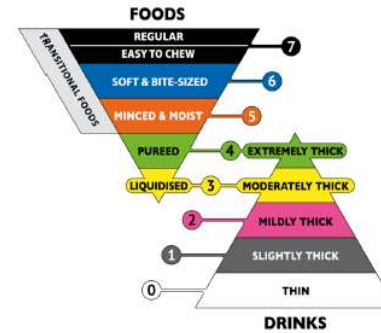 FOODS
REGULAR
EASY TO CHEW
7
TRANSITIONAL FOODS
SOFT & BITE-SIZED
6
MINCED & MOIST
5
PUREED
4
EXTREMELY THICK
LIQUIDISED
3
MODERATELY THICK
2
MILDLY THICK
1
SLIGHTLY THICK
0
THIN
DRINKS